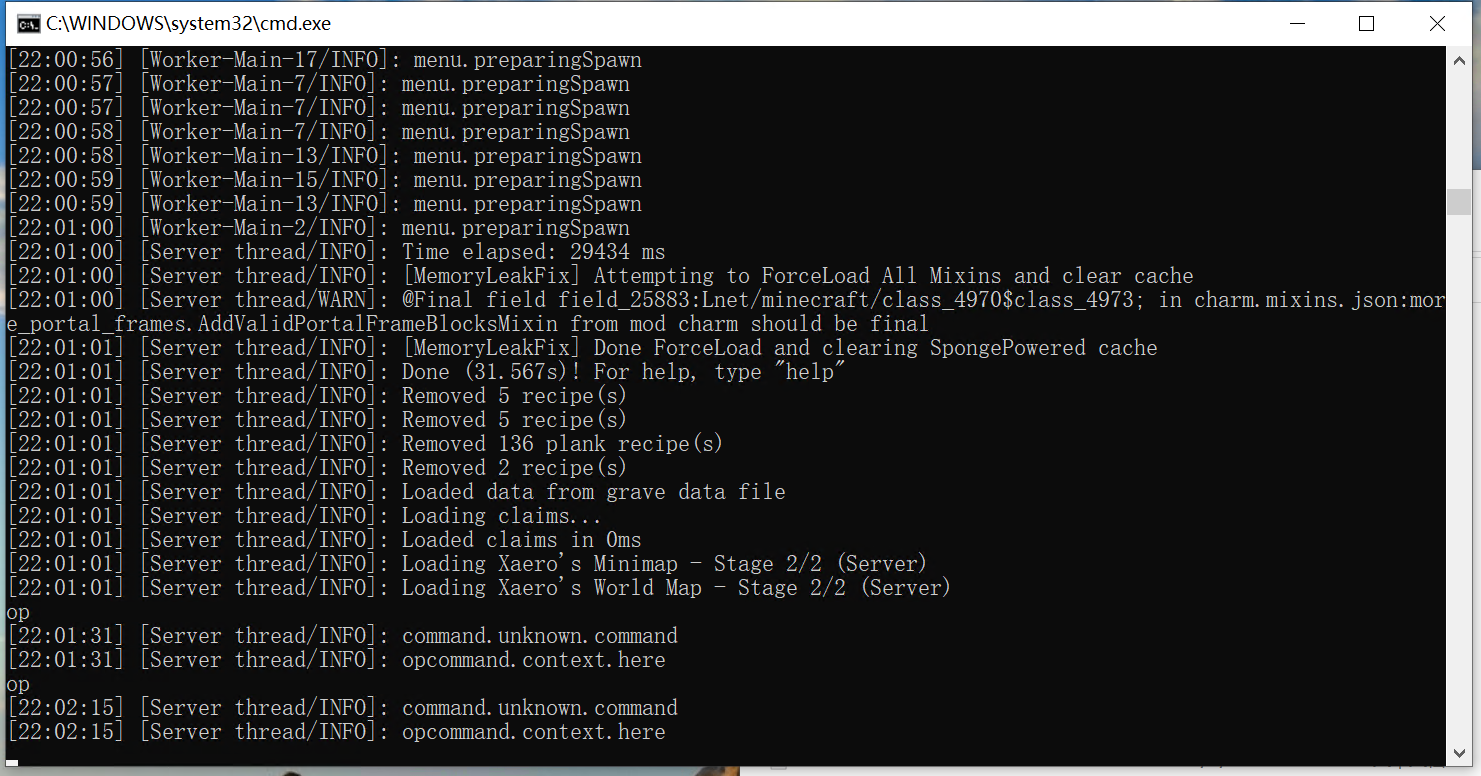 C:\WINDOWS\system32\cmd.exe
[22:00:56] [Worker-Main-17/INFO]: menu.preparingSpawn
[22:00:57] [Worker-Main-7/INFO]: menu.preparingSpawn
[22:00:57] [Worker-Main-7/INFO]: menu.preparingSpawn
[22:00:58] [Worker-Main-7/INFO]: menu.preparingSpawn
[22:00:58] [Worker-Main-13/INFO]: menu.preparingSpawn
[22:00:59] [Worker-Main-15/INFO]: menu.preparingSpawn
[22:00:59] [Worker-Main-13/INFO]: menu.preparingSpawn
[22:01:00] [Worker-Main-2/INFO]: menu.preparingSpawn
[22:01:00] [Server thread/INFO]: Time elapsed: 29434 ms
[22:01:00] [Server thread/INFO]: [MemoryLeakFix] Attempting to ForceLoad All Mixins and clear cache
[22:01:00] [Server thread/WARN]: @Final field field_25883:Lnet/minecraft/class_4970$class_4973; in charm.mixins.json:mor
e_portal_frames.AddValidPortalFrameBlocksMixin from mod charm should be final
[22:01:01] [Server thread/INFO]: [MemoryLeakFix] Done ForceLoad and clearing SpongePowered cache
[22:01:01] [Server thread/INFO]: Done (31.567s)! For help, type "help"
[22:01:01] [Server thread/INFO]: Removed 5 recipe(s)
[22:01:01] [Server thread/INFO]: Removed 5 recipe(s)
[22:01:01] [Server thread/INFO]: Removed 136 plank recipe(s)
[22:01:01] [Server thread/INFO]: Removed 2 recipe(s)
[22:01:01] [Server thread/INFO]: Loaded data from grave data file
[22:01:01] [Server thread/INFO]: Loading claims...
[22:01:01] [Server thread/INFO]: Loaded claims in 0ms
[22:01:01] [Server thread/INFO]: Loading Xaero's Minimap - Stage 2/2 (Server)
[22:01:01] [Server thread/INFO]: Loading Xaero's World Map - Stage 2/2 (Server)
op
[22:01:31] [Server thread/INFO]: command.unknown.command
[22:01:31] [Server thread/INFO]: opcommand.context.here
op
[22:02:15] [Server thread/INFO]: command.unknown.command
[22:02:15] [Server thread/INFO]: opcommand.context.here